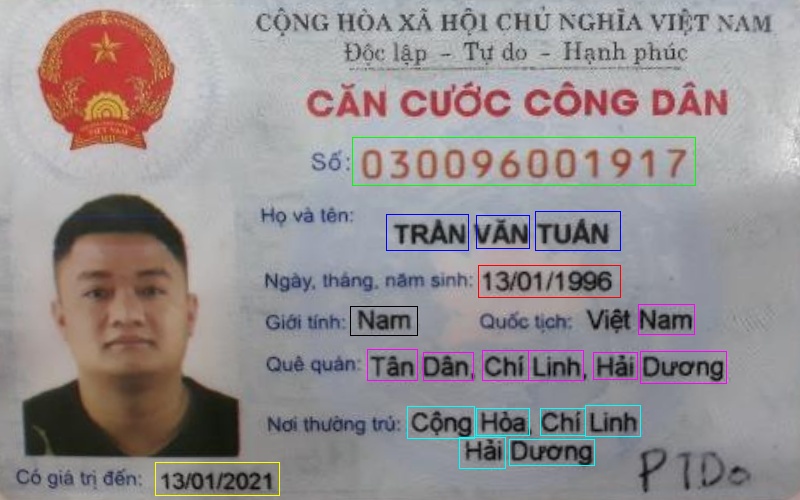 CỘNG HÒA XÃ HỘI CHỦ NGHĨA VIỆT NAM
Độc lập - Tự do - Hạnh phúc
CĂN CƯỚC CÔNG DÂN
Số: 030096001917
Họ và tên: TRẦN VĂN TUẤN
Ngày, tháng, năm sinh: 13/01/1996
Giới tính: Nam Quốc tịch: Việt Nam
Quê quán: Tân Dân, Chí Linh, Hải Dương
Nơi thường trú: Cộng Hòa, Chí Linh
Hải Dương
Có giá trị đến: 13/01/2021
PTDo